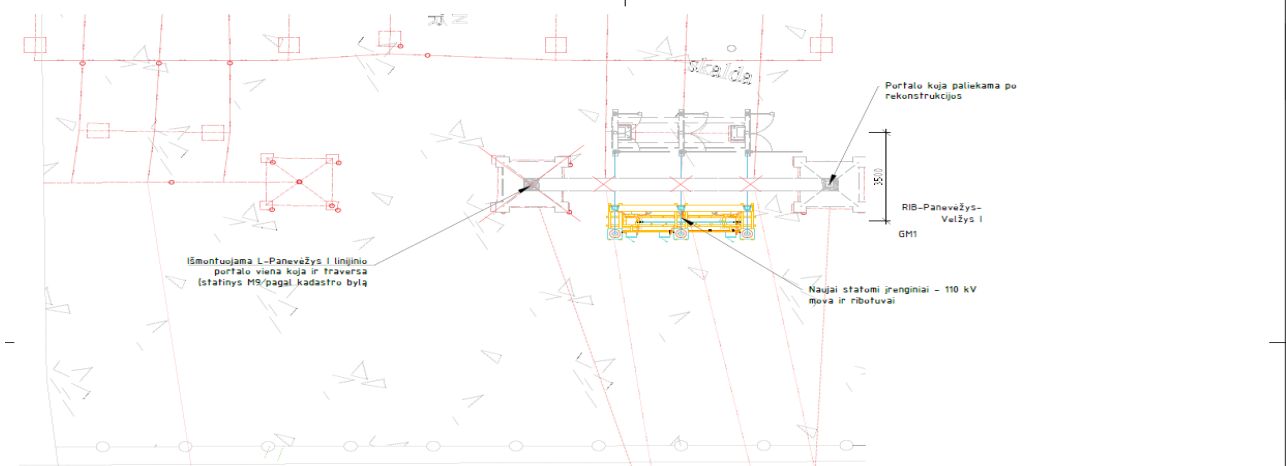 skalda
Portalo koja paliekama po
rekonstrukcijos
3500
RIB-Panevėžys-
Velžys I
GM1
Išmontuojama L-Panevėžys I linijinio
portalo viena koja ir traversa
(statinys M9 pagal kadastro bylą
Naujai statomi įrenginiai - 110 kV
mova ir ribotuvai